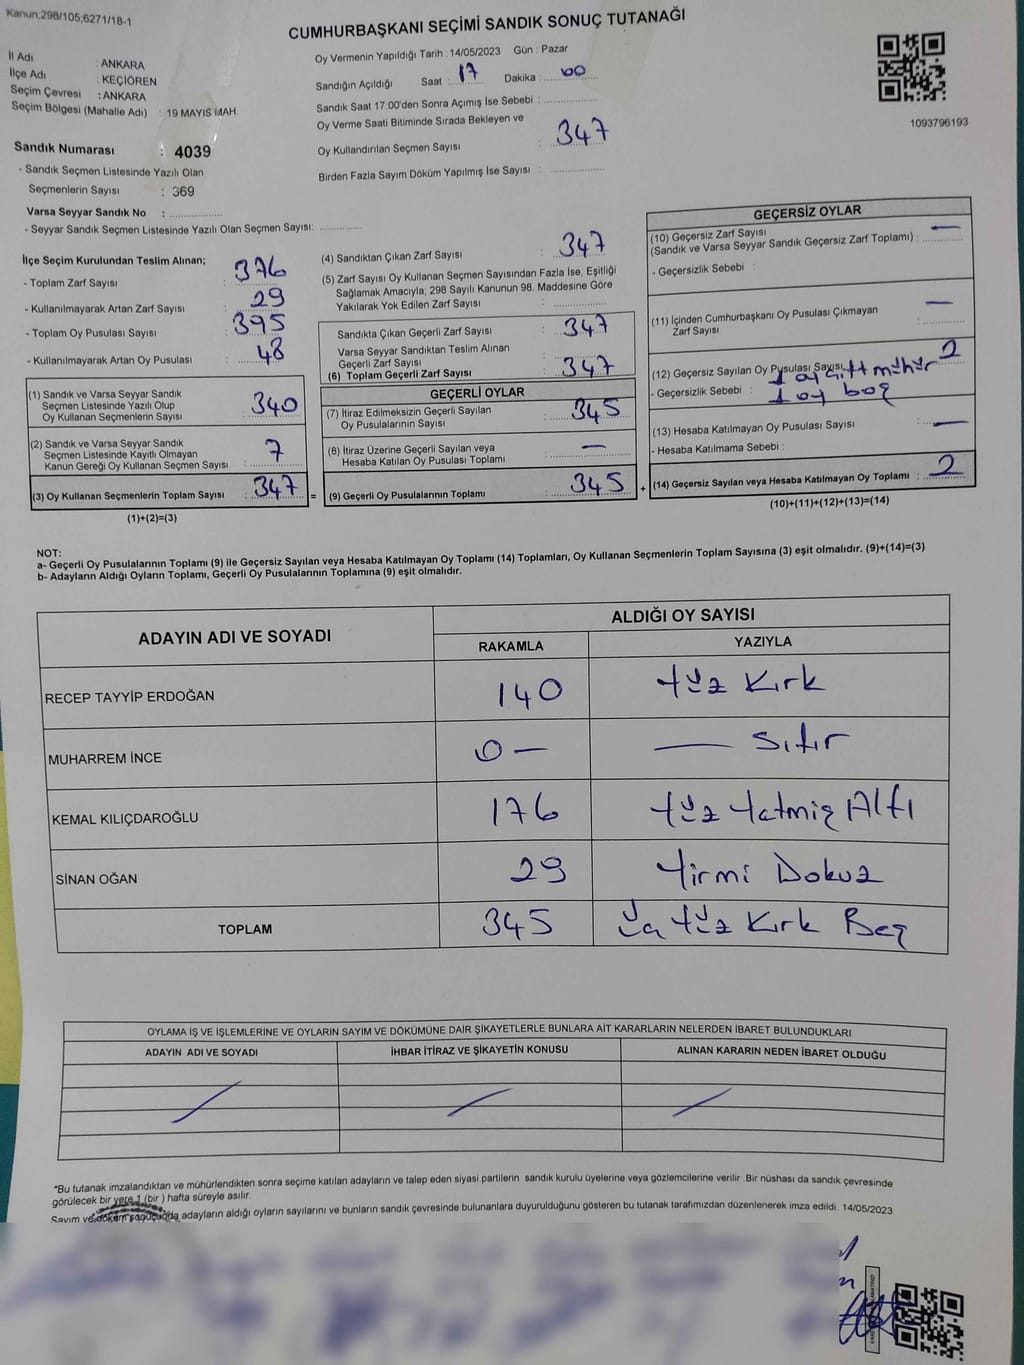 Kanun;298/105;6271/18-1
CUMHURBAŞKANI SEÇİMİ SANDIK SONUÇ TUTANAĞI
İl Adı : ANKARA
İlçe Adı : KEÇİÖREN
Seçim Çevresi : ANKARA
Seçim Bölgesi (Mahalle Adı) : 19 MAYIS MAH.
Sandık Numarası : 4039
- Sandık Seçmen Listesinde Yazılı Olan
Seçmenlerin Sayısı : 369
Varsa Seyyar Sandık No : ................
- Seyyar Sandık Seçmen Listesinde Yazılı Olan Seçmen Sayısı: ............
Oy Vermenin Yapıldığı Tarih : 14/05/2023 Gün : Pazar
Sandığın Açıldığı Saat : 17 Dakika : 00
Sandık Saat 17:00'den Sonra Açımış İse Sebebi : ................
Oy Verme Saati Bitiminde Sırada Bekleyen ve
Oy Kullandırılan Seçmen Sayısı : 347
Birden Fazla Sayım Döküm Yapılmış İse Sayısı : ................
1093796193
İlçe Seçim Kurulundan Teslim Alınan;
- Toplam Zarf Sayısı : 376
- Kullanılmayarak Artan Zarf Sayısı : 29
- Toplam Oy Pusulası Sayısı : 395
- Kullanılmayarak Artan Oy Pusulası : 48
(1) Sandık ve Varsa Seyyar Sandık
Seçmen Listesinde Yazılı Olup
Oy Kullanan Seçmenlerin Sayısı : 340
(2) Sandık ve Varsa Seyyar Sandık
Seçmen Listesinde Kayıtlı Olmayan
Kanun Gereği Oy Kullanan Seçmen Sayısı : 7
(3) Oy Kullanan Seçmenlerin Toplam Sayısı : 347
(1)+(2)=(3)
=
(4) Sandıktan Çıkan Zarf Sayısı : 347
(5) Zarf Sayısı Oy Kullanan Seçmen Sayısından Fazla İse, Eşitliği
Sağlamak Amacıyla; 298 Sayılı Kanunun 98. Maddesine Göre
Yakılarak Yok Edilen Zarf Sayısı : ................
Sandıkta Çıkan Geçerli Zarf Sayısı : 347
Varsa Seyyar Sandıktan Teslim Alınan
Geçerli Zarf Sayısı :
(6) Toplam Geçerli Zarf Sayısı : 347
GEÇERLİ OYLAR
(7) İtiraz Edilmeksizin Geçerli Sayılan
Oy Pusulalarının Sayısı : 345
(8) İtiraz Üzerine Geçerli Sayılan veya
Hesaba Katılan Oy Pusulası Toplamı : —
(9) Geçerli Oy Pusulalarının Toplamı : 345
+
GEÇERSİZ OYLAR
(10) Geçersiz Zarf Sayısı
(Sandık ve Varsa Seyyar Sandık Geçersiz Zarf Toplamı) : —
- Geçersizlik Sebebi :
(11) İçinden Cumhurbaşkanı Oy Pusulası Çıkmayan
Zarf Sayısı : —
(12) Geçersiz Sayılan Oy Pusulası Sayısı : 2
- Geçersizlik Sebebi : 1 oy çift mühür
1 oy boş
(13) Hesaba Katılmayan Oy Pusulası Sayısı : —
- Hesaba Katılmama Sebebi :
(14) Geçersiz Sayılan veya Hesaba Katılmayan Oy Toplamı : 2
(10)+(11)+(12)+(13)=(14)
NOT:
a- Geçerli Oy Pusulalarının Toplamı (9) ile Geçersiz Sayılan veya Hesaba Katılmayan Oy Toplamı (14) Toplamları, Oy Kullanan Seçmenlerin Toplam Sayısına (3) eşit olmalıdır. (9)+(14)=(3)
b- Adayların Aldığı Oyların Toplamı, Geçerli Oy Pusulalarının Toplamına (9) eşit olmalıdır.
ADAYIN ADI VE SOYADI
ALDIĞI OY SAYISI
RAKAMLA YAZIYLA
RECEP TAYYİP ERDOĞAN 140 Yüz Kırk
MUHARREM İNCE 0 — — Sıfır
KEMAL KILIÇDAROĞLU 176 Yüz Yetmiş Altı
SİNAN OĞAN 29 Yirmi Dokuz
TOPLAM 345 Üç Yüz Kırk Beş
OYLAMA İŞ VE İŞLEMLERİNE VE OYLARIN SAYIM VE DÖKÜMÜNE DAİR ŞİKAYETLERLE BUNLARA AİT KARARLARIN NELERDEN İBARET BULUNDUKLARI
ADAYIN ADI VE SOYADI İHBAR İTİRAZ VE ŞİKAYETİN KONUSU ALINAN KARARIN NEDEN İBARET OLDUĞU
*Bu tutanak imzalandıktan ve mühürlendikten sonra seçime katılan adayların ve talep eden siyasi partilerin sandık kurulu üyelerine veya gözlemcilerine verilir .Bir nüshası da sandık çevresinde
görülecek bir yere 1 (bir ) hafta süreyle asılır.
Sayım ve döküm sonucunda adayların aldığı oyların sayılarını ve bunların sandık çevresinde bulunanlara duyurulduğunu gösteren bu tutanak tarafımızdan düzenlenerek imza edildi. 14/05/2023